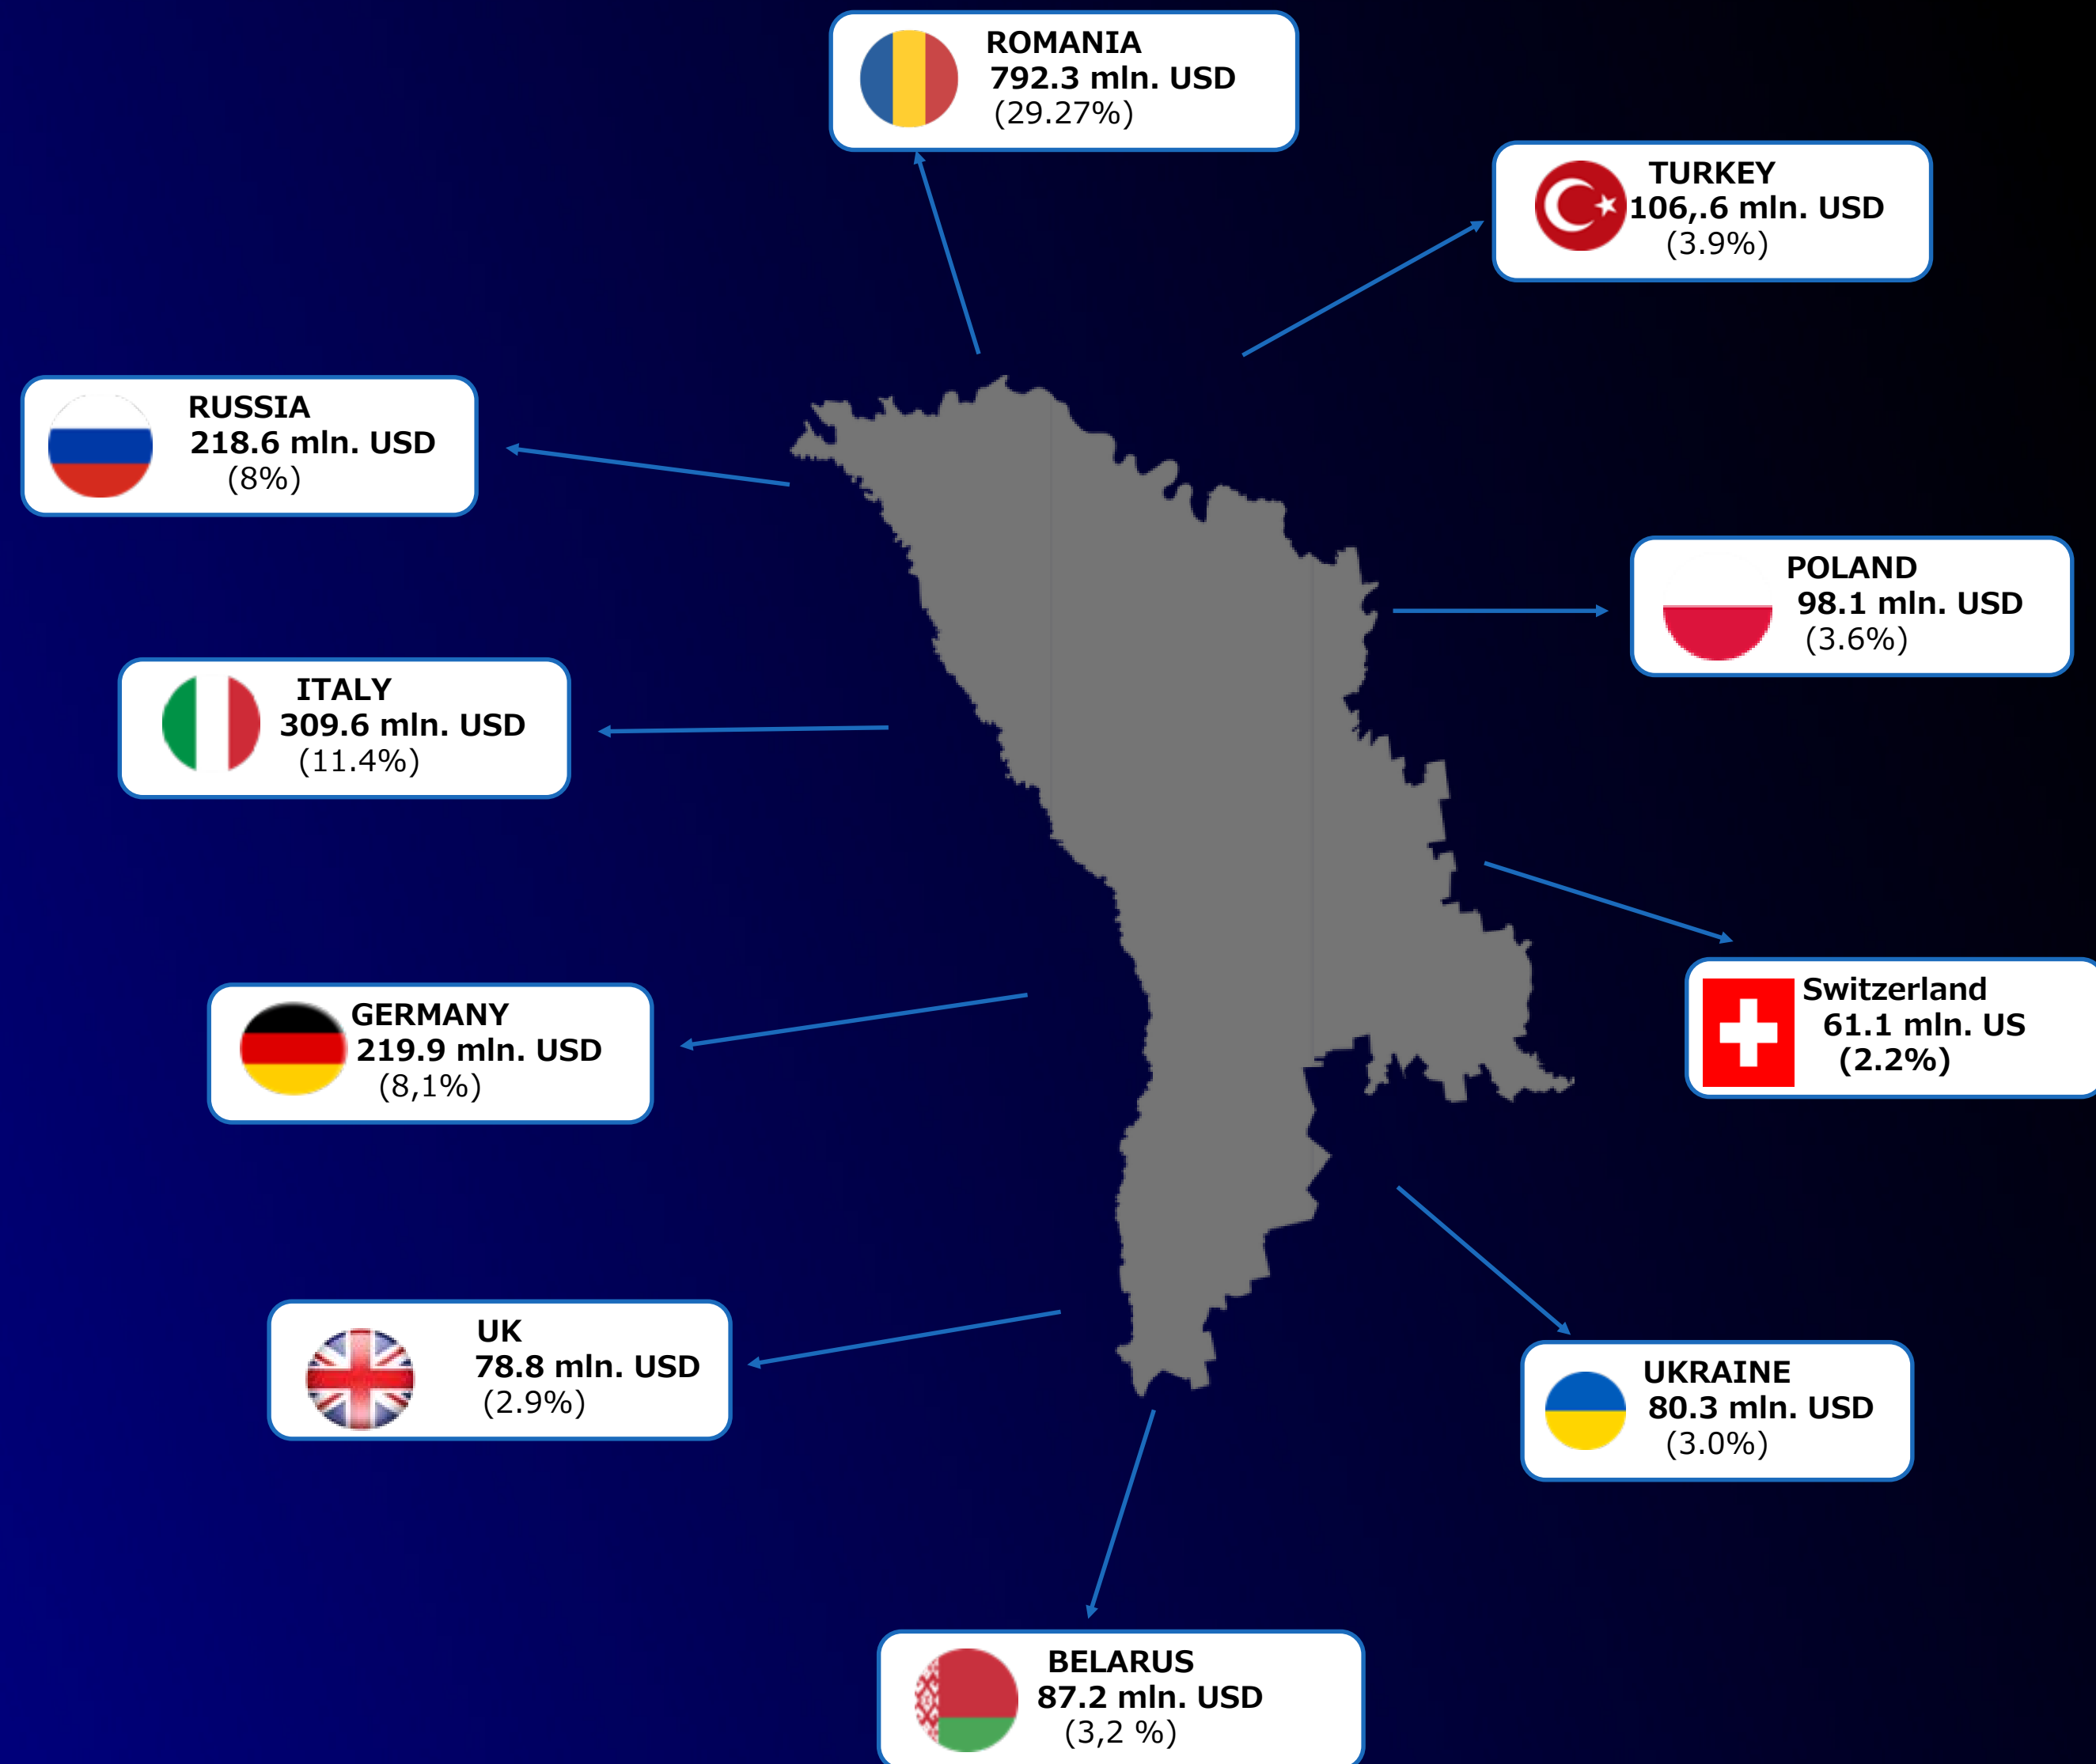 ROMANIA
792.3 mln. USD
(29.27%)
TURKEY
106,.6 mln. USD
(3.9%)
RUSSIA
218.6 mln. USD
(8%)
POLAND
98.1 mln. USD
(3.6%)
ITALY
309.6 mln. USD
(11.4%)
Switzerland
61.1 mln. US
(2.2%)
GERMANY
219.9 mln. USD
(8,1%)
UK
78.8 mln. USD
(2.9%)
UKRAINE
80.3 mln. USD
(3.0%)
BELARUS
87.2 mln. USD
(3,2 %)